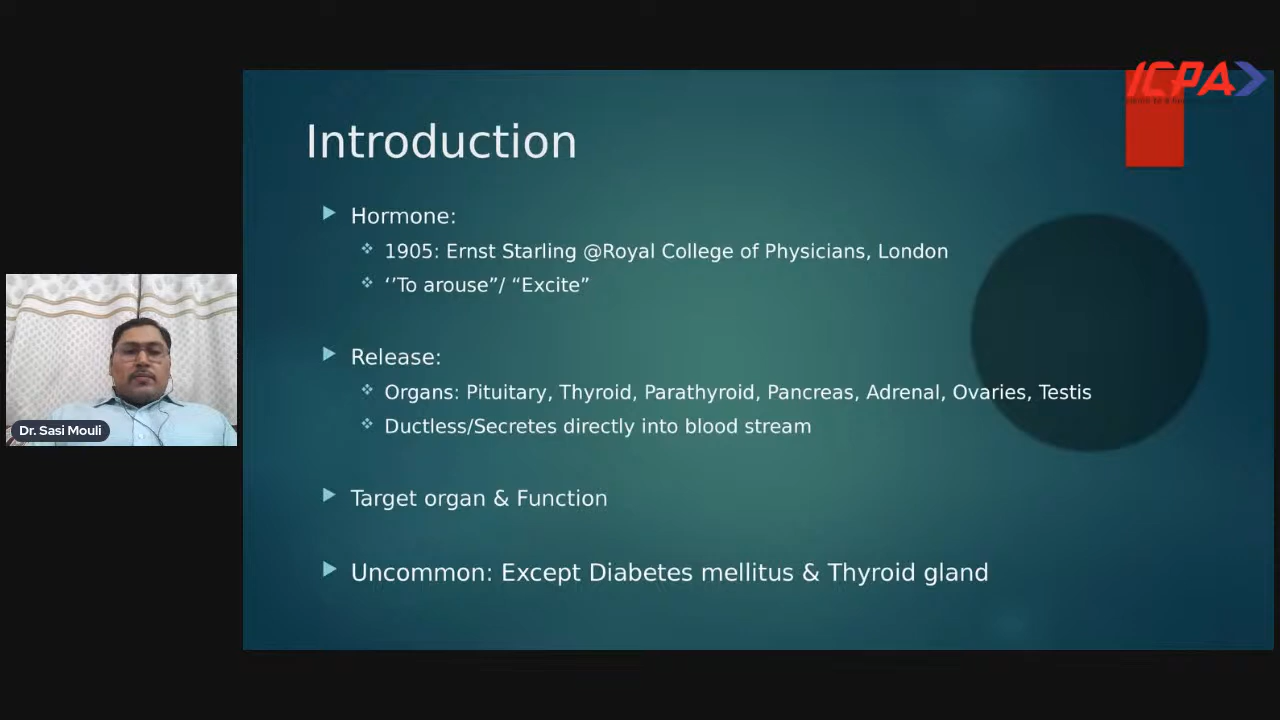 ICPA
Introduction
Hormone:
1905: Ernst Starling @Royal College of Physicians, London
‘’To arouse”/ “Excite”
Release:
Organs: Pituitary, Thyroid, Parathyroid, Pancreas, Adrenal, Ovaries, Testis
Ductless/Secretes directly into blood stream
Target organ & Function
Uncommon: Except Diabetes mellitus & Thyroid gland
Dr. Sasi Mouli